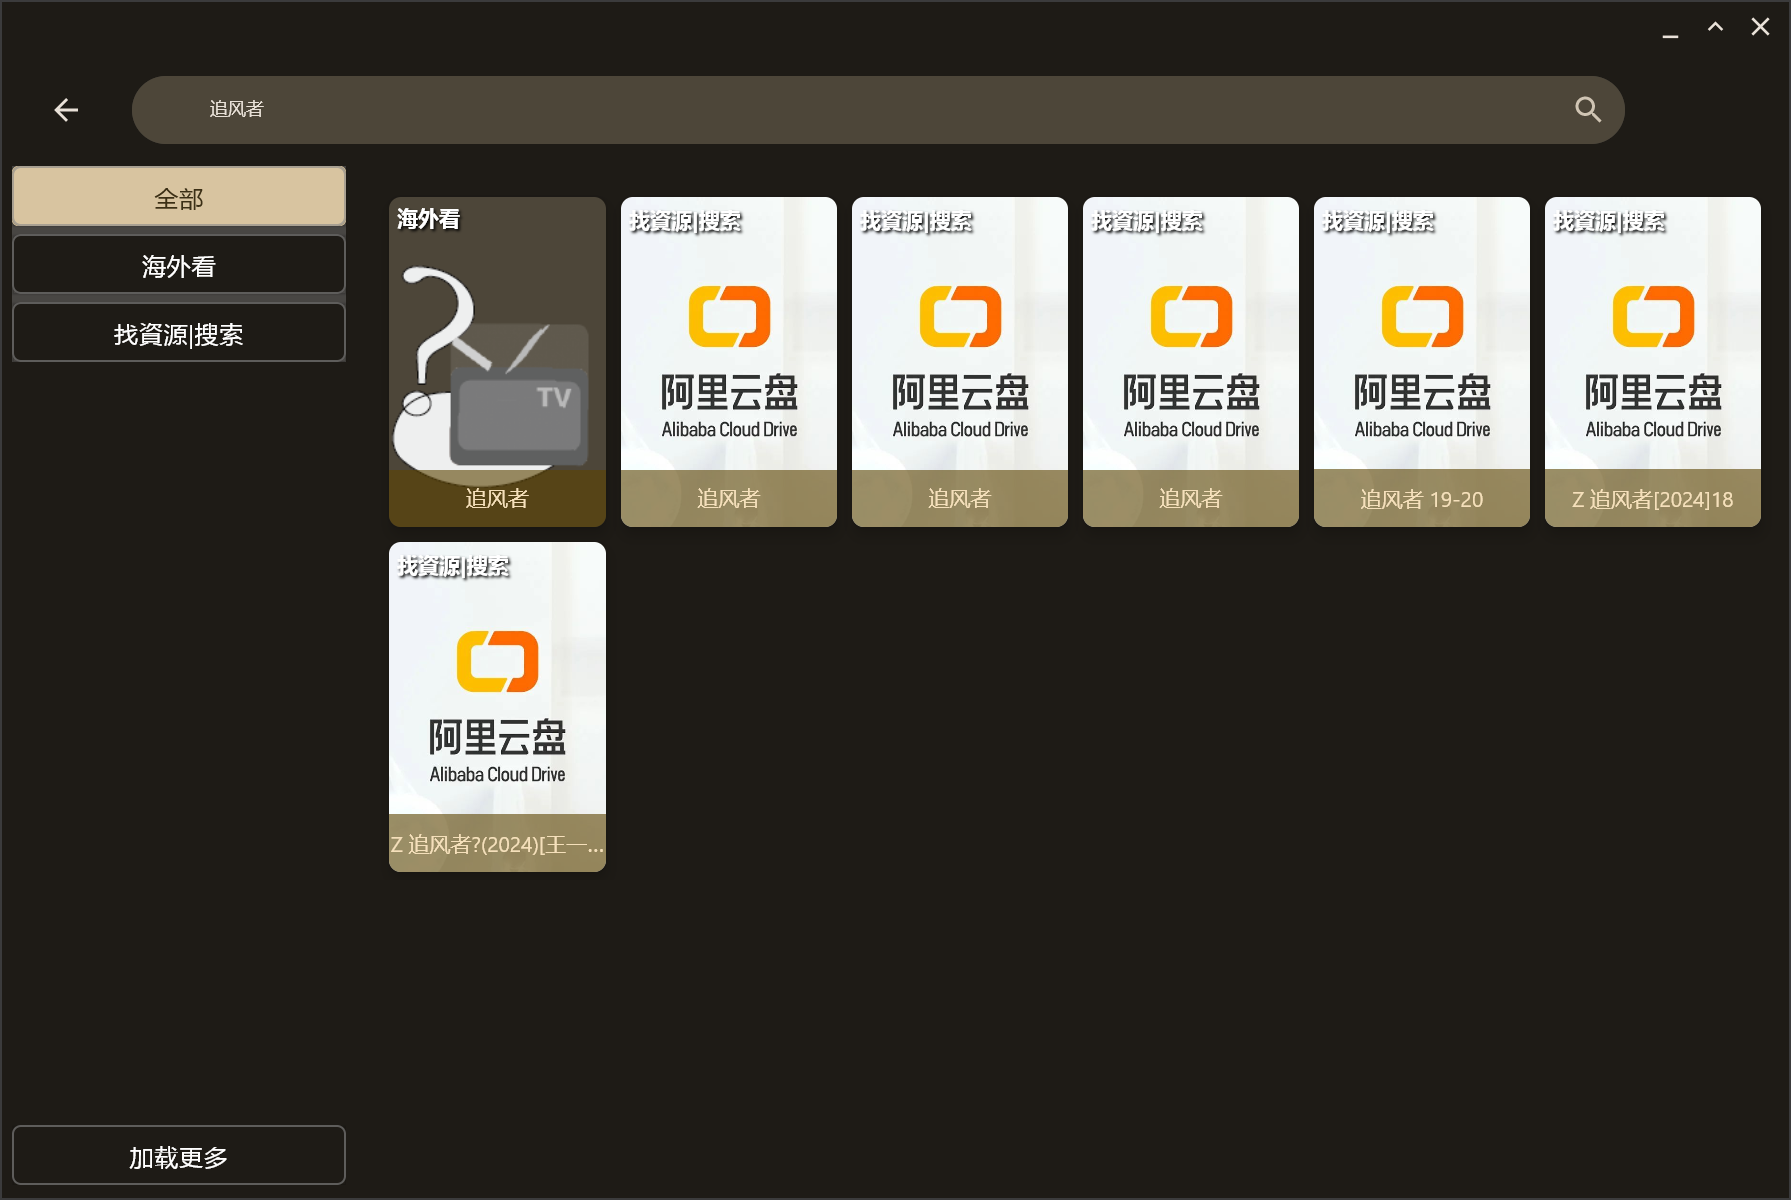 追风者
全部
海外看
找資源|搜索
海外看
TV
追风者
找資源|搜索
阿里云盘
Alibaba Cloud Drive
追风者
找資源|搜索
阿里云盘
Alibaba Cloud Drive
追风者
找資源|搜索
阿里云盘
Alibaba Cloud Drive
追风者
找資源|搜索
阿里云盘
Alibaba Cloud Drive
追风者 19-20
找資源|搜索
阿里云盘
Alibaba Cloud Drive
Z 追风者[2024]18
找資源|搜索
阿里云盘
Alibaba Cloud Drive
Z 追风者?(2024)[王一...
加载更多